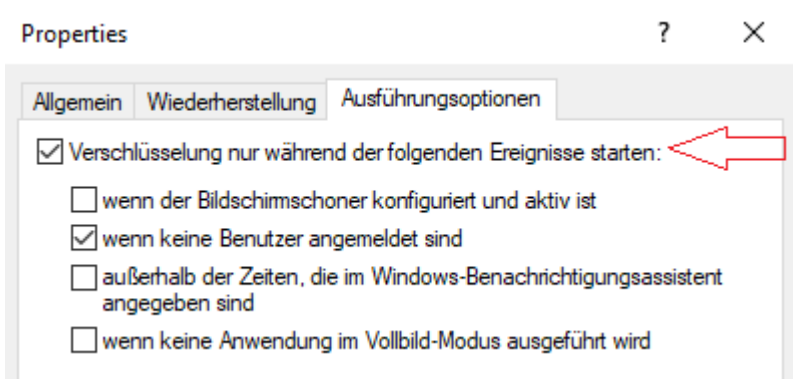 Properties ?
Allgemein Wiederherstellung Ausführungsoptionen
Verschlüsselung nur während der folgenden Ereignisse starten:
wenn der Bildschirmschoner konfiguriert und aktiv ist
wenn keine Benutzer angemeldet sind
außerhalb der Zeiten, die im Windows-Benachrichtigungsassistent
angegeben sind
wenn keine Anwendung im Vollbild-Modus ausgeführt wird